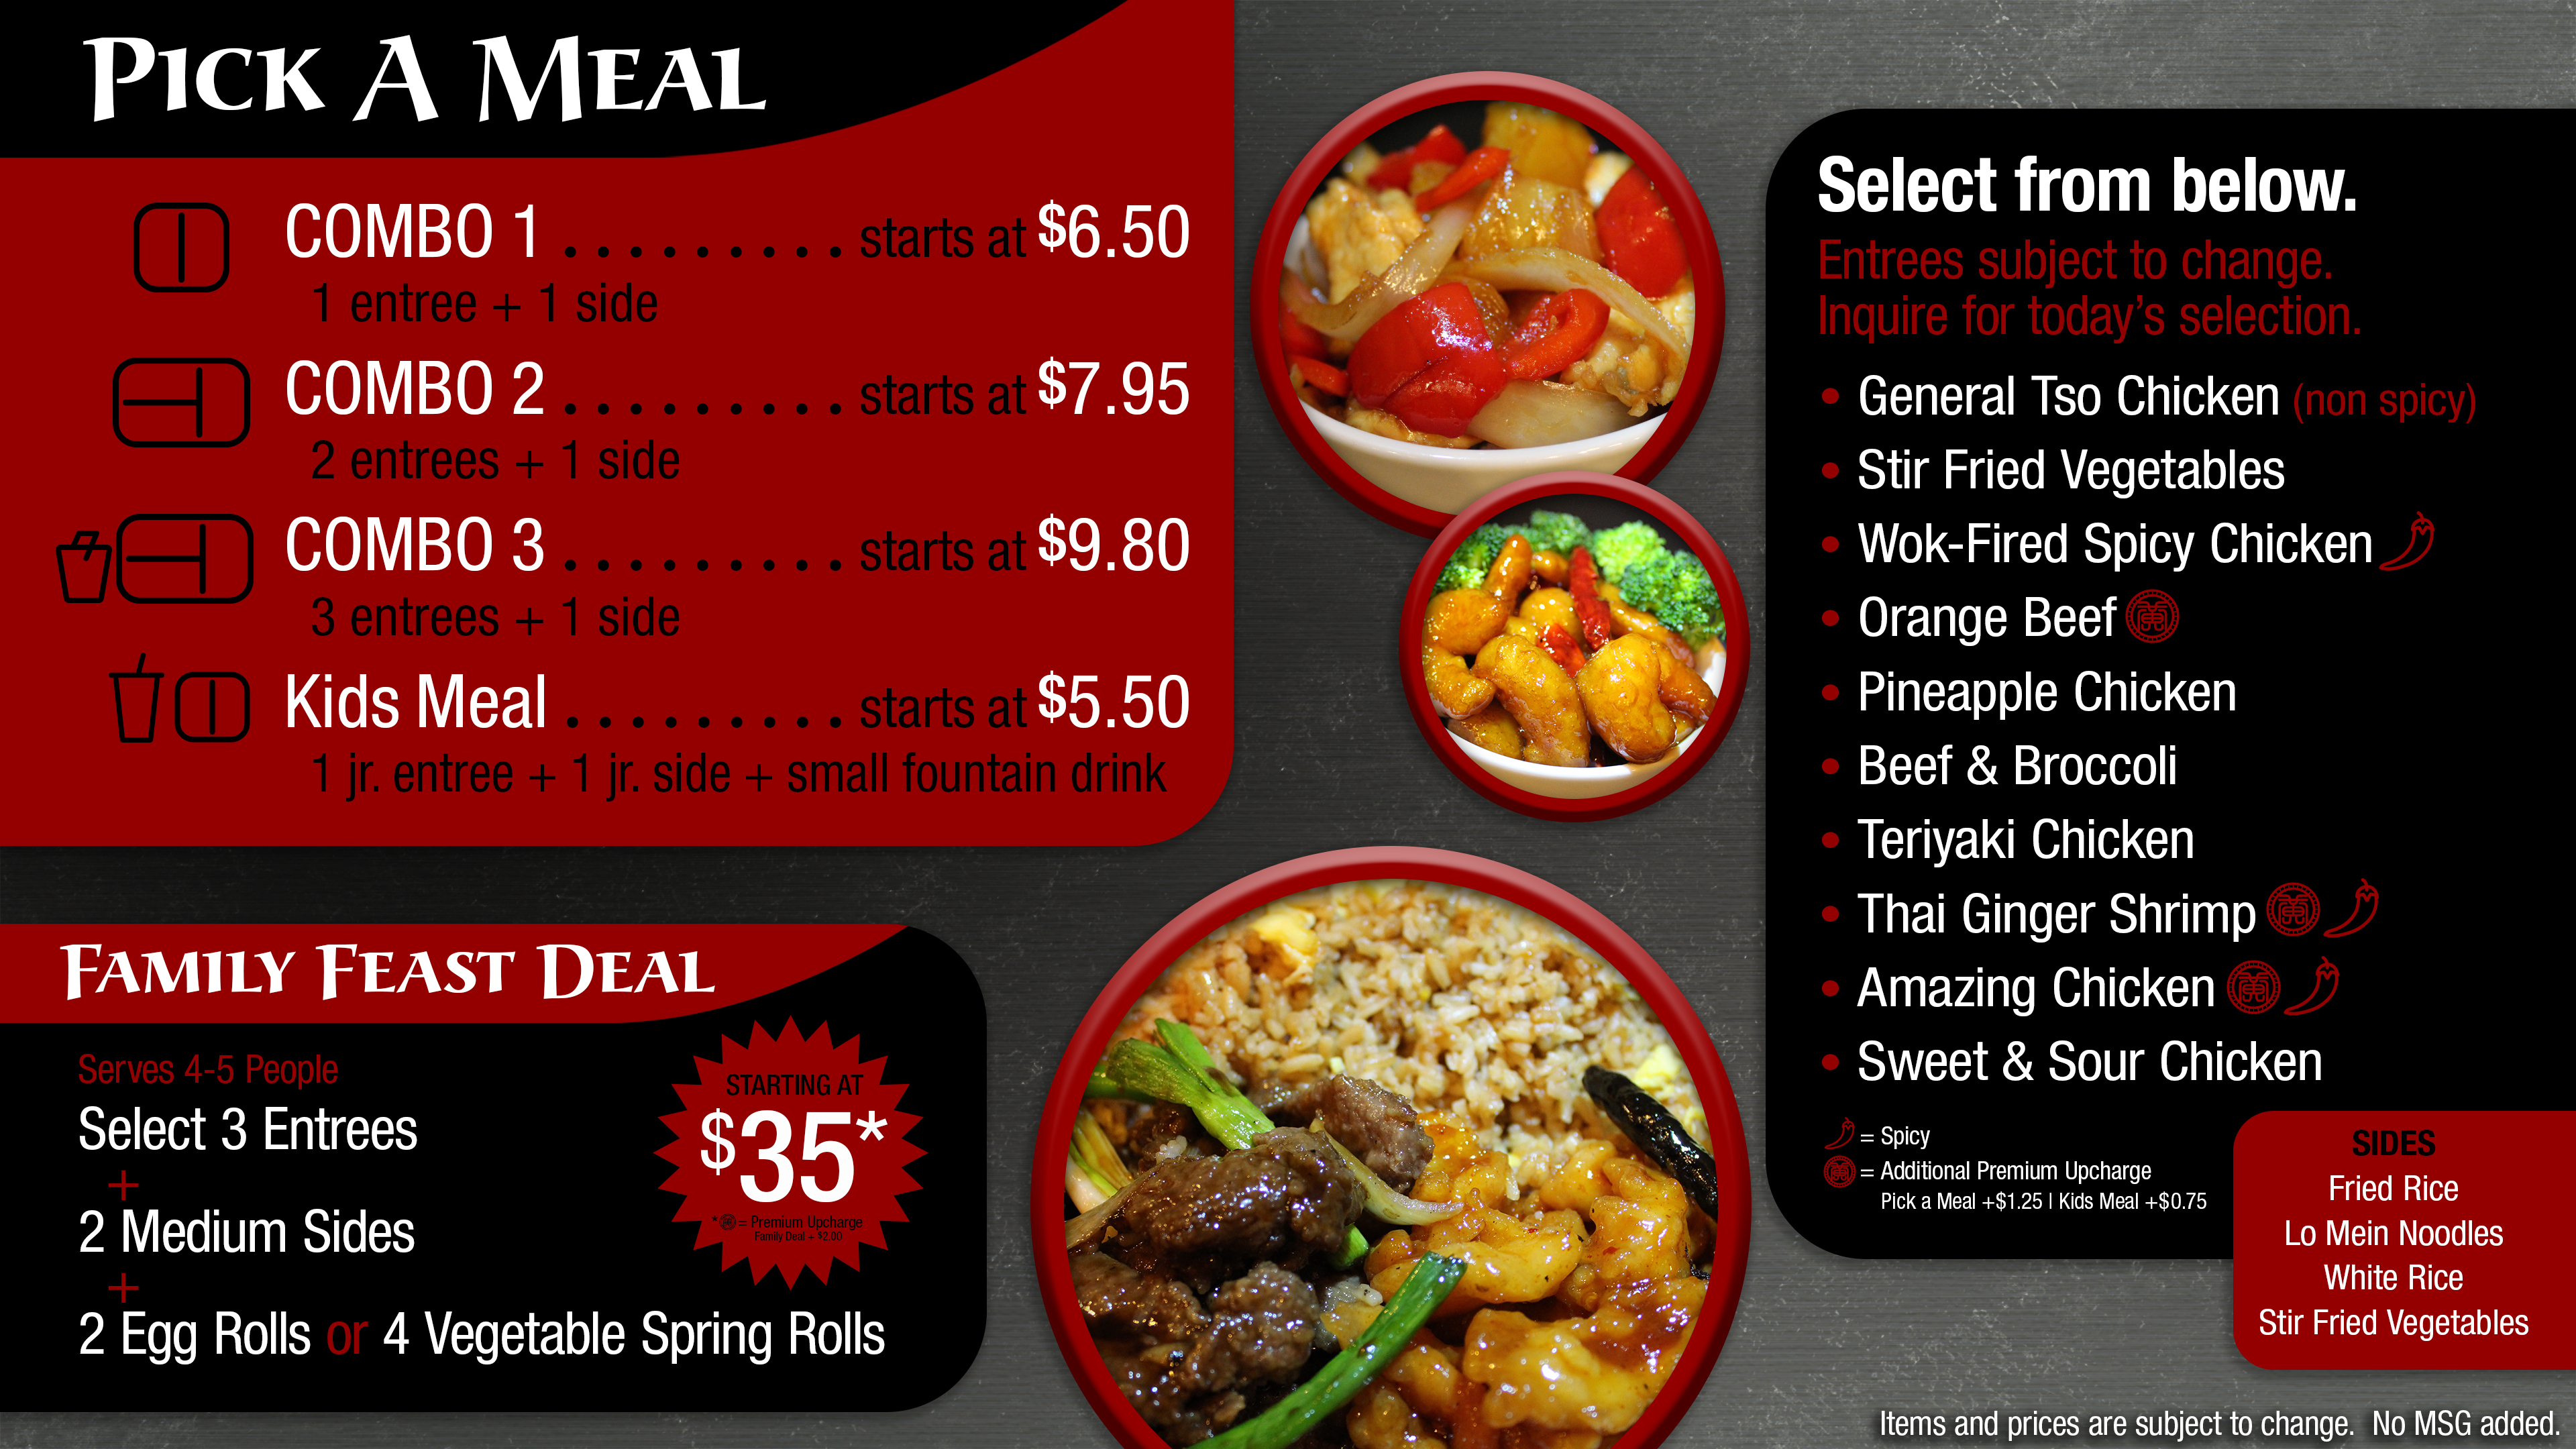 PICK A MEAL
COMBO 1 . . . . . . . . . starts at $6.50
1 entree + 1 side
COMBO 2 . . . . . . . . . starts at $7.95
2 entrees + 1 side
COMBO 3 . . . . . . . . . starts at $9.80
3 entrees + 1 side
Kids Meal . . . . . . . . . starts at $5.50
1 jr. entree + 1 jr. side + small fountain drink
FAMILY FEAST DEAL
Serves 4-5 People
Select 3 Entrees
+
2 Medium Sides
+
2 Egg Rolls or 4 Vegetable Spring Rolls
STARTING AT
$35*
* = Premium Upcharge
Family Deal + $2.00
Select from below.
Entrees subject to change.
Inquire for today's selection.
• General Tso Chicken (non spicy)
• Stir Fried Vegetables
• Wok-Fired Spicy Chicken
• Orange Beef
• Pineapple Chicken
• Beef & Broccoli
• Teriyaki Chicken
• Thai Ginger Shrimp
• Amazing Chicken
• Sweet & Sour Chicken
= Spicy
= Additional Premium Upcharge
Pick a Meal +$1.25 | Kids Meal +$0.75
SIDES
Fried Rice
Lo Mein Noodles
White Rice
Stir Fried Vegetables
Items and prices are subject to change. No MSG added.